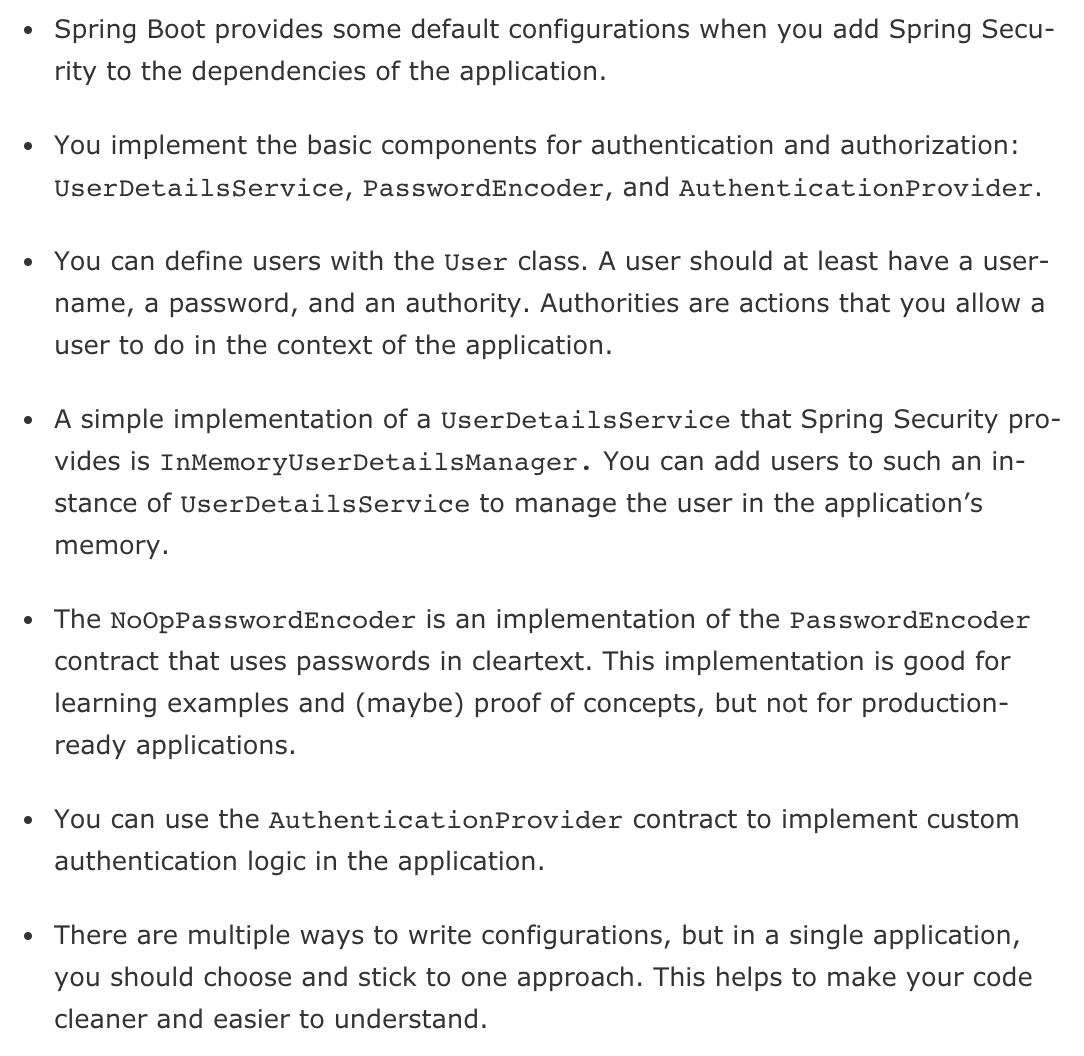 • Spring Boot provides some default configurations when you add Spring Secu-
rity to the dependencies of the application.
• You implement the basic components for authentication and authorization:
UserDetailsService, PasswordEncoder, and AuthenticationProvider.
• You can define users with the User class. A user should at least have a user-
name, a password, and an authority. Authorities are actions that you allow a
user to do in the context of the application.
• A simple implementation of a UserDetailsService that Spring Security pro-
vides is InMemoryUserDetailsManager. You can add users to such an in-
stance of UserDetailsService to manage the user in the application’s
memory.
• The NoOpPasswordEncoder is an implementation of the PasswordEncoder
contract that uses passwords in cleartext. This implementation is good for
learning examples and (maybe) proof of concepts, but not for production-
ready applications.
• You can use the AuthenticationProvider contract to implement custom
authentication logic in the application.
• There are multiple ways to write configurations, but in a single application,
you should choose and stick to one approach. This helps to make your code
cleaner and easier to understand.